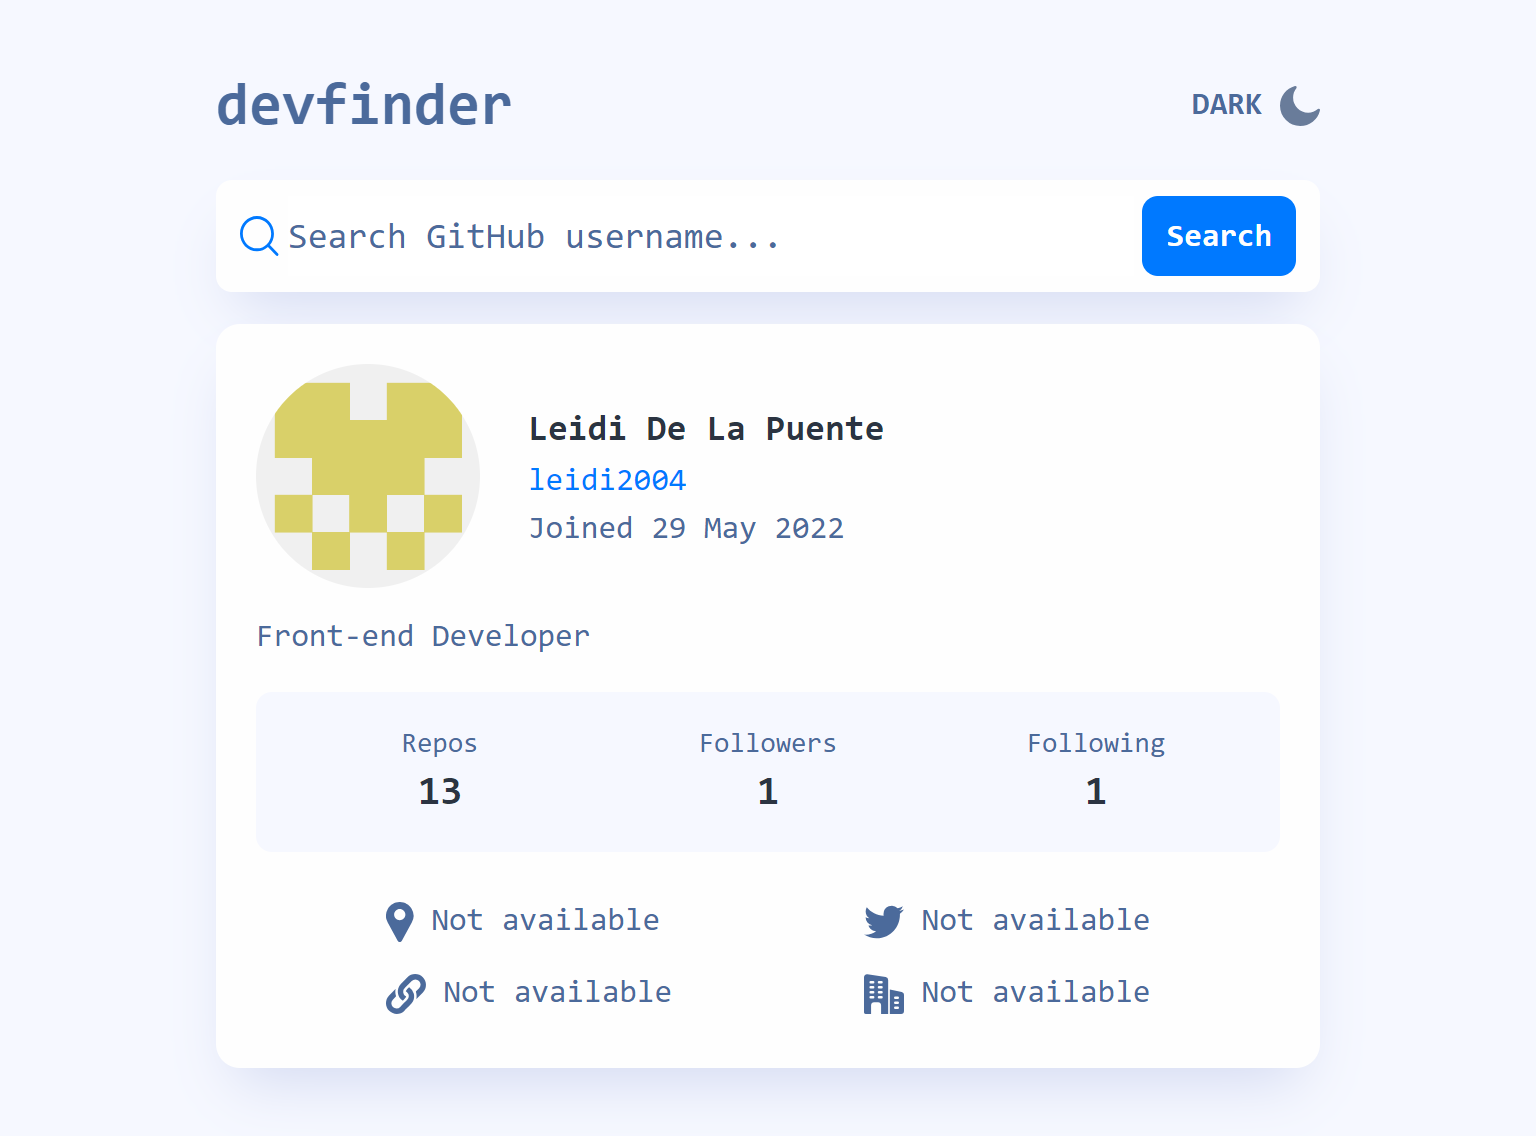 devfinder
DARK
Search GitHub username...
Search
Leidi De La Puente
leidi2004
Joined 29 May 2022
Front-end Developer
Repos Followers Following
13 1 1
Not available Not available
Not available Not available